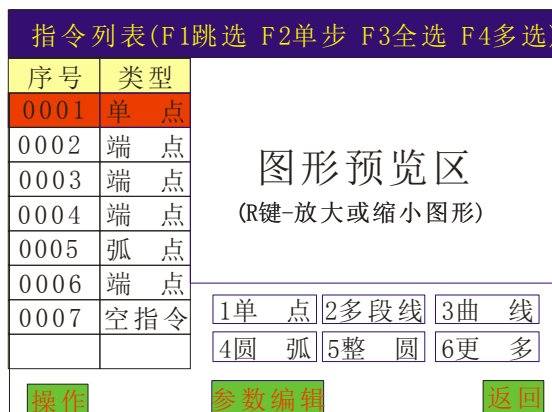 指令列表(F1跳选 F2单步 F3全选 F4多选)
序号 类型
0001 单 点
0002 端 点
0003 端 点
0004 端 点
0005 弧 点
0006 端 点
0007 空指令
图形预览区
(R键-放大或缩小图形)
1单 点 2多段线 3曲 线
4圆 弧 5整 圆 6更 多
操作 参数编辑 返回